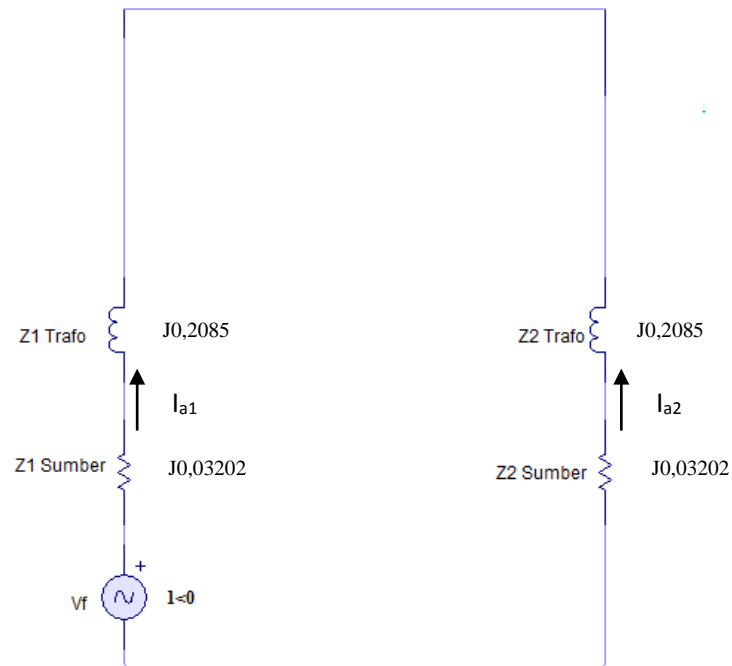 Z1 Trafo J0,2085
Z2 Trafo J0,2085
Ia1
Ia2
Z1 Sumber J0,03202
Z2 Sumber J0,03202
+
Vf 1<0